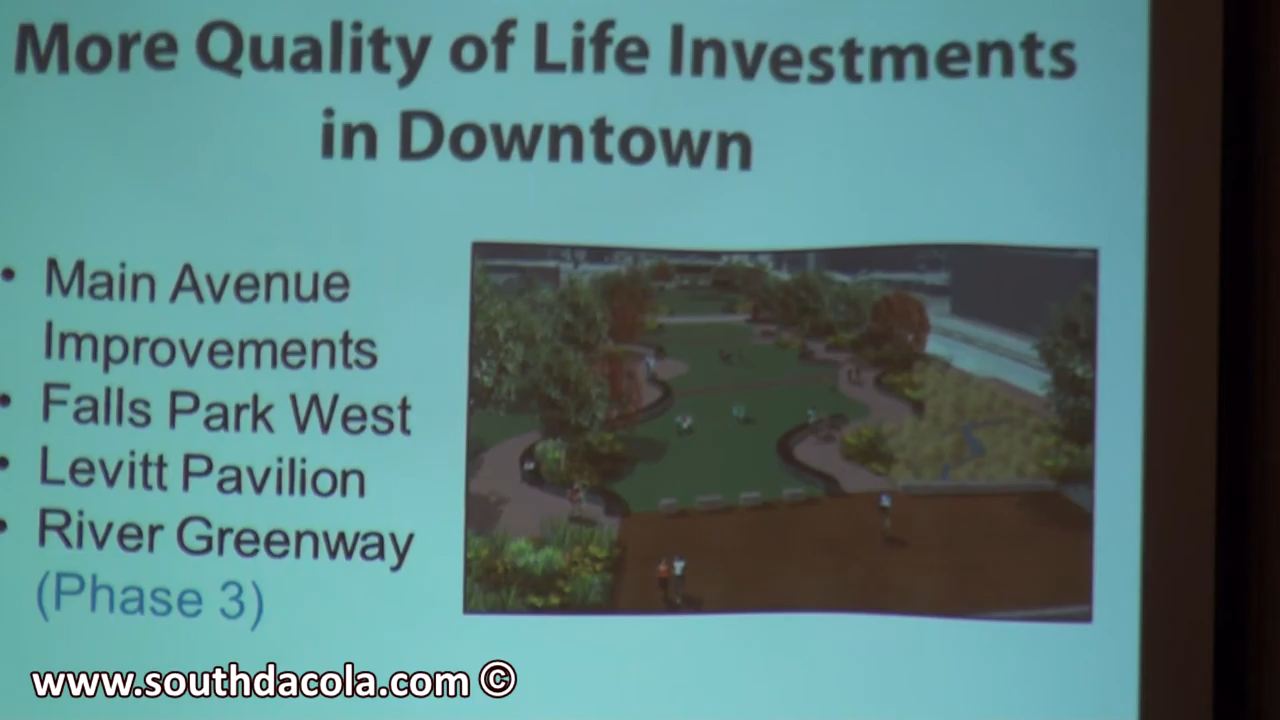 More Quality of Life Investments
in Downtown
• Main Avenue
Improvements
• Falls Park West
• Levitt Pavilion
• River Greenway
(Phase 3)
www.southdacola.com ©